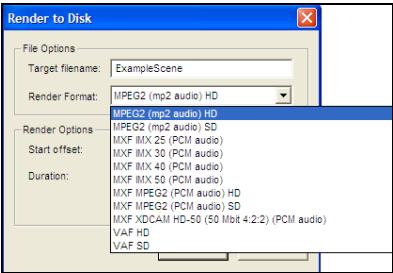 Render to Disk
File Options
Target filename: ExampleScene
Render Format: MPEG2 (mp2 audio) HD
MPEG2 (mp2 audio) HD
MPEG2 (mp2 audio) SD
MXF IMX 25 (PCM audio)
MXF IMX 30 (PCM audio)
MXF IMX 40 (PCM audio)
MXF IMX 50 (PCM audio)
MXF MPEG2 (PCM audio) HD
MXF MPEG2 (PCM audio) SD
MXF XDCAM HD-50 (50 Mbit 4:2:2) (PCM audio)
VAF HD
VAF SD
Render Options
Start offset:
Duration: